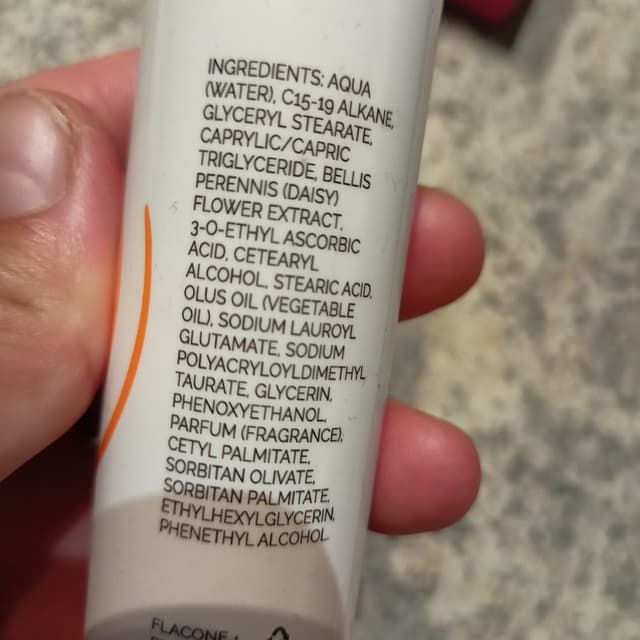 INGREDIENTS: AQUA
(WATER), C15-19 ALKANE,
GLYCERYL STEARATE,
CAPRYLIC/CAPRIC
TRIGLYCERIDE, BELLIS
PERENNIS (DAISY)
FLOWER EXTRACT,
3-O-ETHYL ASCORBIC
ACID, CETEARYL
ALCOHOL, STEARIC ACID,
OLUS OIL (VEGETABLE
OIL), SODIUM LAUROYL
GLUTAMATE, SODIUM
POLYACRYLOYLDIMETHYL
TAURATE, GLYCERIN,
PHENOXYETHANOL,
PARFUM (FRAGRANCE),
CETYL PALMITATE,
SORBITAN OLIVATE,
SORBITAN PALMITATE,
ETHYLHEXYLGLYCERIN,
PHENETHYL ALCOHOL.
FLACONE +